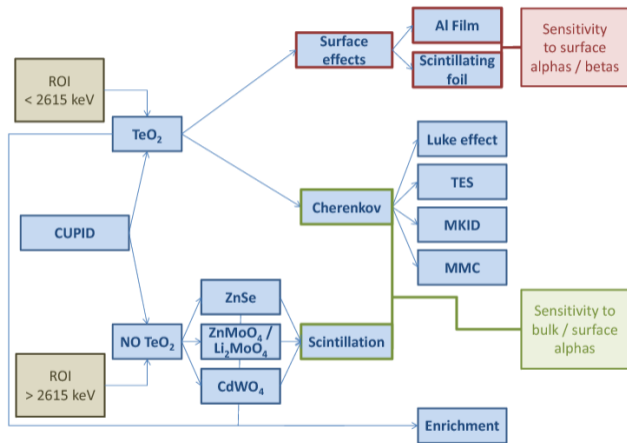 Surface
effects
Al Film
Scintillating
foil
Sensitivity
to surface
alphas / betas
ROI
< 2615 keV
TeO₂
Luke effect
TES
Cherenkov
MKID
MMC
CUPID
ZnSe
NO TeO₂
ZnMoO₄ /
Li₂MoO₄
Scintillation
CdWO₄
Sensitivity to
bulk / surface
alphas
ROI
> 2615 keV
Enrichment